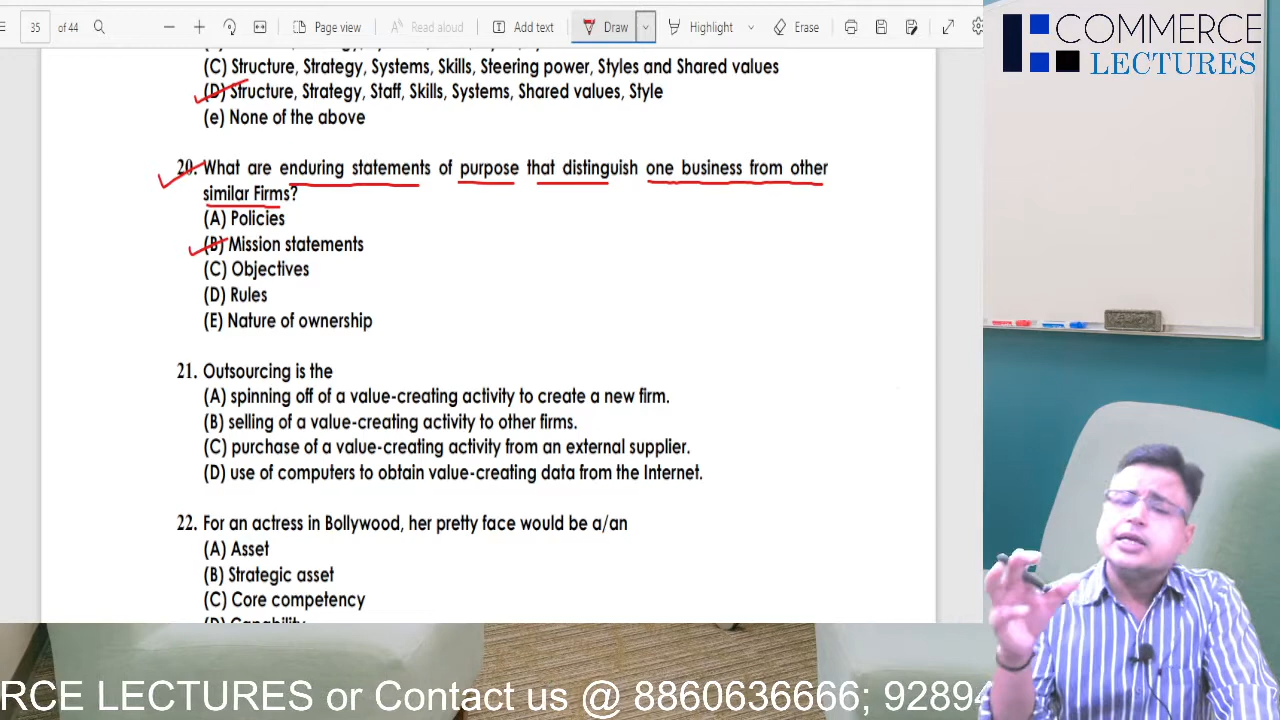 35 of 44 Page view Read aloud Add text Draw Highlight Erase
(C) Structure, Strategy, Systems, Skills, Steering power, Styles and Shared values
(D) Structure, Strategy, Staff, Skills, Systems, Shared values, Style
(e) None of the above
20. What are enduring statements of purpose that distinguish one business from other
similar Firms?
(A) Policies
(B) Mission statements
(C) Objectives
(D) Rules
(E) Nature of ownership
21. Outsourcing is the
(A) spinning off of a value-creating activity to create a new firm.
(B) selling of a value-creating activity to other firms.
(C) purchase of a value-creating activity from an external supplier.
(D) use of computers to obtain value-creating data from the Internet.
22. For an actress in Bollywood, her pretty face would be a/an
(A) Asset
(B) Strategic asset
(C) Core competency
(D) Capability
COMMERCE
LECTURES
RCE LECTURES or Contact us @ 8860636666; 92894